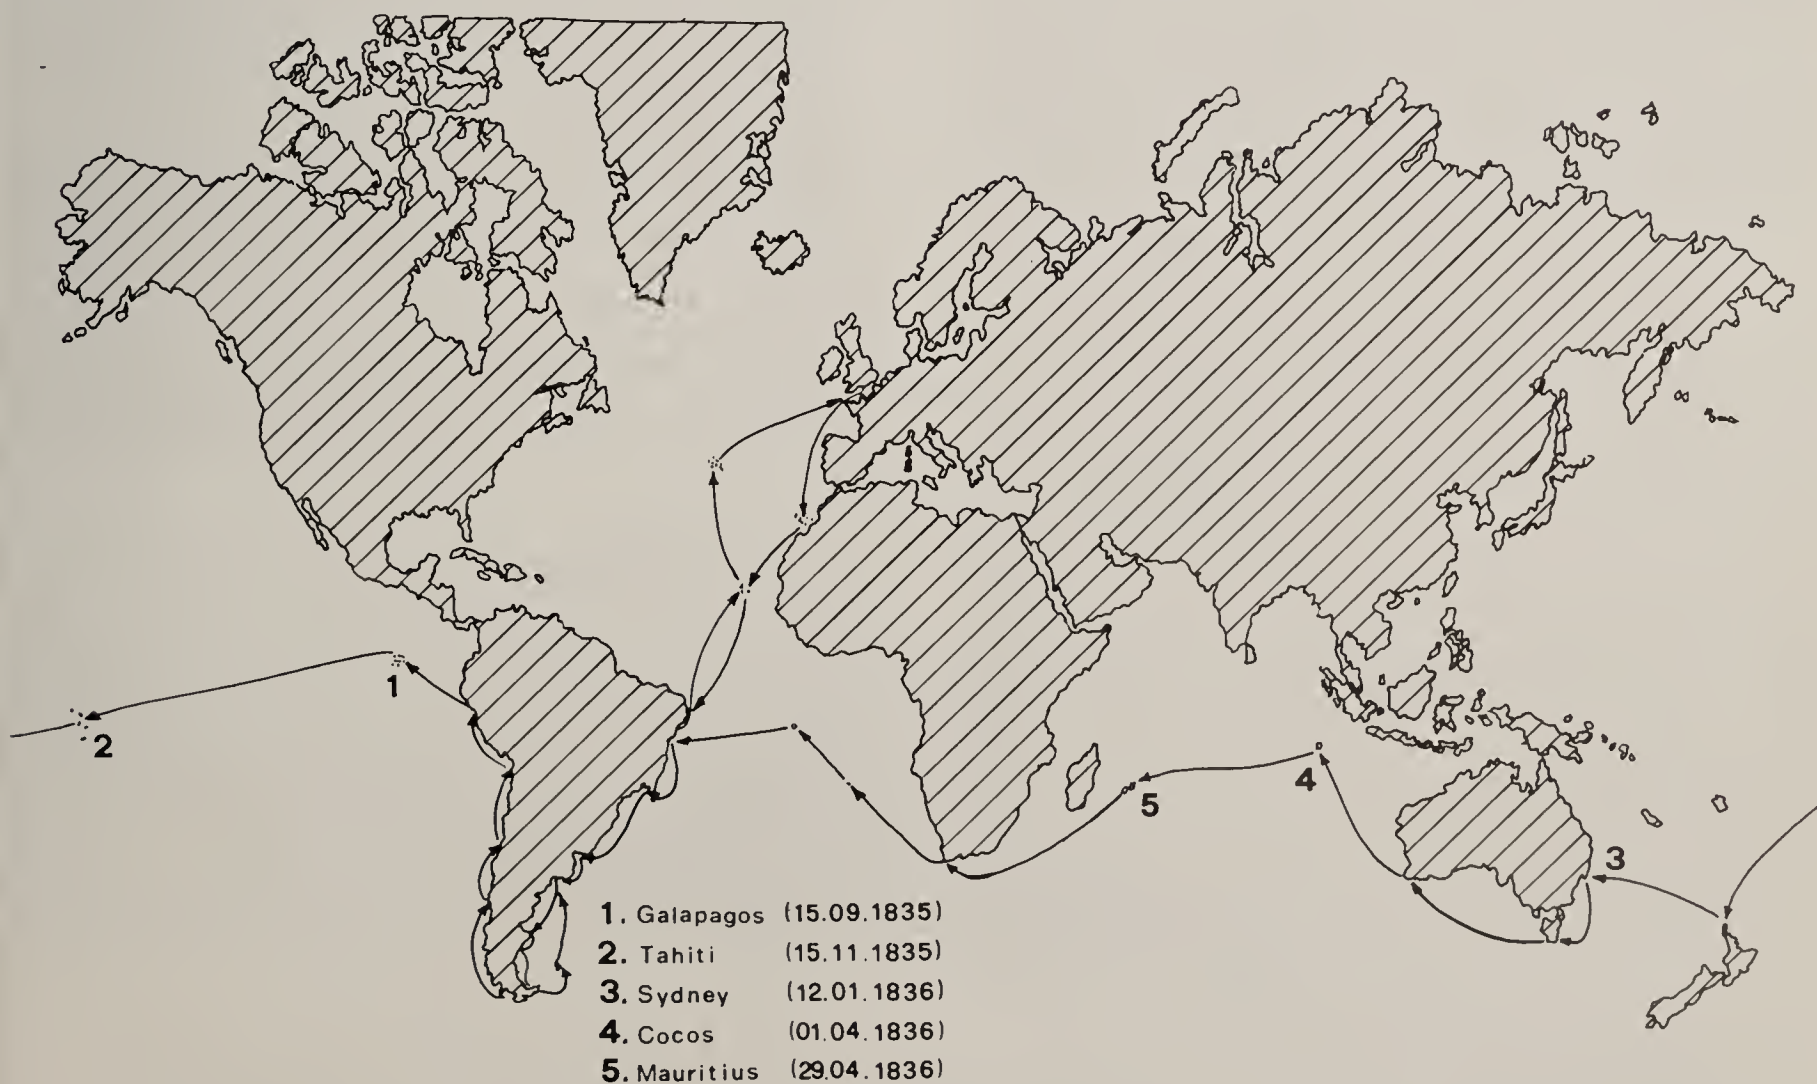 1
2
3
4
5
1. Galapagos (15.09.1835)
2. Tahiti (15.11.1835)
3. Sydney (12.01.1836)
4. Cocos (01.04.1836)
5. Mauritius (29.04.1836)